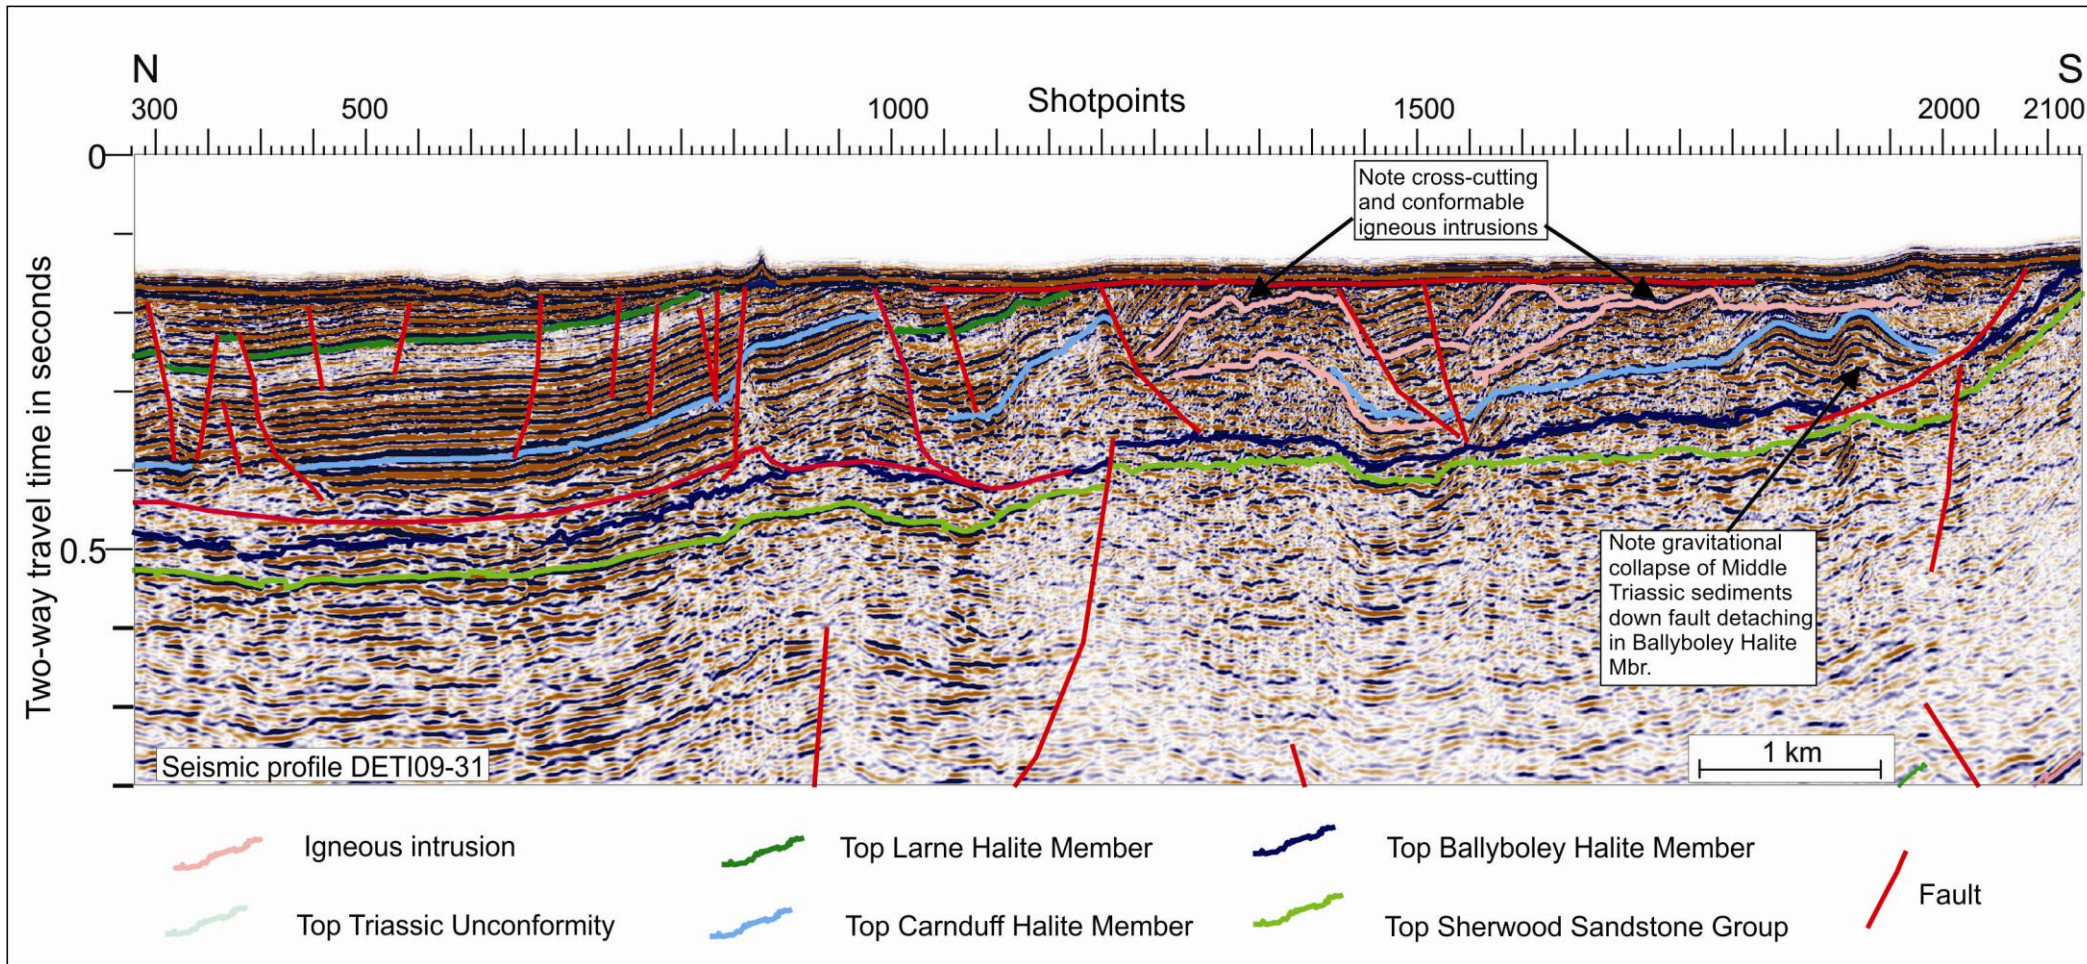 N
S
300
500
1000
Shotpoints
1500
2000
2100
0
Note cross-cutting
and conformable
igneous intrusions
Two-way travel time in seconds
0.5
Note gravitational
collapse of Middle
Triassic sediments
down fault detaching
in Ballyboley Halite
Mbr.
Seismic profile DETI09-31
1 km
Igneous intrusion
Top Larne Halite Member
Top Ballyboley Halite Member
Fault
Top Triassic Unconformity
Top Carnduff Halite Member
Top Sherwood Sandstone Group